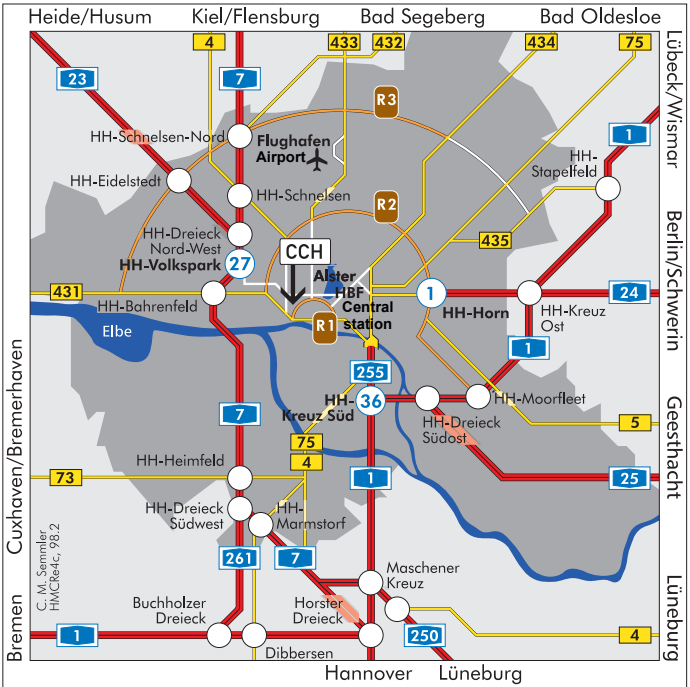 Heide/Husum
Kiel/Flensburg
Bad Segeberg
Bad Oldesloe
4
433
432
434
75
23
7
R3
Lübeck/Wismar
HH-Schnelsen-Nord
Flughafen
Airport
1
HH-
Stapelfeld
HH-Eidelstedt
HH-Schnelsen
R2
HH-Dreieck
Nord-West
HH-Volkspark
27
CCH
435
Berlin/Schwerin
Alster
HBF
Central
station
431
HH-Bahrenfeld
1
HH-Horn
24
HH-Kreuz
Ost
R1
Elbe
1
255
HH-
Kreuz Süd
36
HH-Moorfleet
HH-Dreieck
Südost
Geesthacht
7
5
75
4
Cuxhaven/Bremerhaven
HH-Heimfeld
73
1
25
HH-Dreieck
Südwest
HH-
Marmstorf
C. M. Semmler
HMCRe4c, 98.2
261
7
Maschener
Kreuz
Buchholzer
Dreieck
Horster
Dreieck
Lüneburg
Bremen
1
250
4
Dibbersen
Hannover
Lüneburg